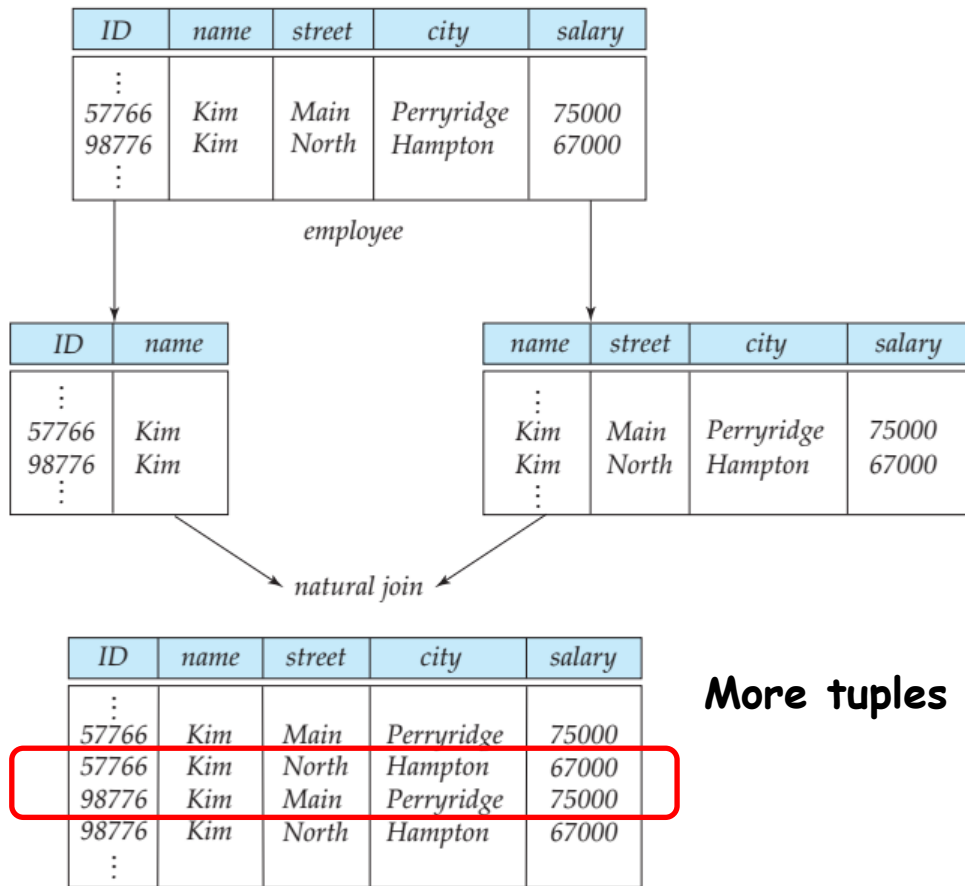 ID name street city salary
⋮
57766 Kim Main Perryridge 75000
98776 Kim North Hampton 67000
⋮
employee
ID name
⋮
57766 Kim
98776 Kim
⋮
name street city salary
⋮
Kim Main Perryridge 75000
Kim North Hampton 67000
⋮
natural join
ID name street city salary
⋮
57766 Kim Main Perryridge 75000
57766 Kim North Hampton 67000
98776 Kim Main Perryridge 75000
98776 Kim North Hampton 67000
⋮
More tuples